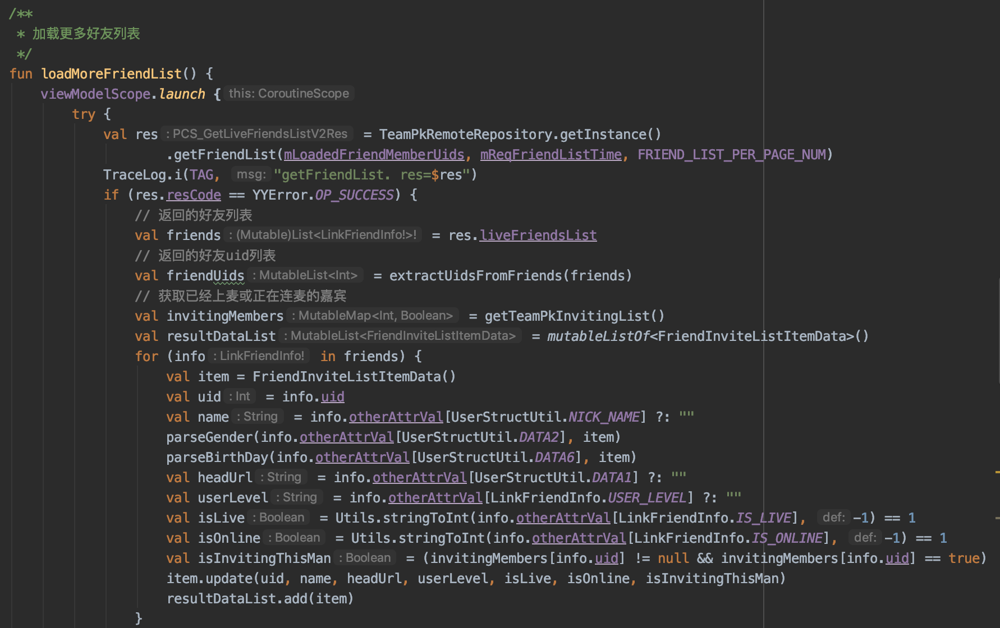 /**
 * 加载更多好友列表
 */
fun loadMoreFriendList() {
    viewModelScope.launch { this: CoroutineScope
        try {
            val res : PCS_GetLiveFriendsListV2Res = TeamPkRemoteRepository.getInstance()
                    .getFriendList(mLoadedFriendMemberUids, mReqFriendListTime, FRIEND_LIST_PER_PAGE_NUM)
            TraceLog.i(TAG, msg: "getFriendList. res=$res")
            if (res.resCode == YYError.OP_SUCCESS) {
                // 返回的好友列表
                val friends : (Mutable)List<LinkFriendInfo!>! = res.liveFriendsList
                // 返回的好友uid列表
                val friendUids : MutableList<Int> = extractUidsFromFriends(friends)
                // 获取已经上麦或正在连麦的嘉宾
                val invitingMembers : MutableMap<Int, Boolean> = getTeamPkInvitingList()
                val resultDataList : MutableList<FriendInviteListItemData> = mutableListOf<FriendInviteListItemData>()
                for (info : LinkFriendInfo! in friends) {
                    val item = FriendInviteListItemData()
                    val uid : Int = info.uid
                    val name : String = info.otherAttrVal[UserStructUtil.NICK_NAME] ?: ""
                    parseGender(info.otherAttrVal[UserStructUtil.DATA2], item)
                    parseBirthDay(info.otherAttrVal[UserStructUtil.DATA6], item)
                    val headUrl : String = info.otherAttrVal[UserStructUtil.DATA1] ?: ""
                    val userLevel : String = info.otherAttrVal[LinkFriendInfo.USER_LEVEL] ?: ""
                    val isLive : Boolean = Utils.stringToInt(info.otherAttrVal[LinkFriendInfo.IS_LIVE], def: -1) == 1
                    val isOnline : Boolean = Utils.stringToInt(info.otherAttrVal[LinkFriendInfo.IS_ONLINE], def: -1) == 1
                    val isInvitingThisMan : Boolean = (invitingMembers[info.uid] != null && invitingMembers[info.uid] == true)
                    item.update(uid, name, headUrl, userLevel, isLive, isOnline, isInvitingThisMan)
                    resultDataList.add(item)
                }